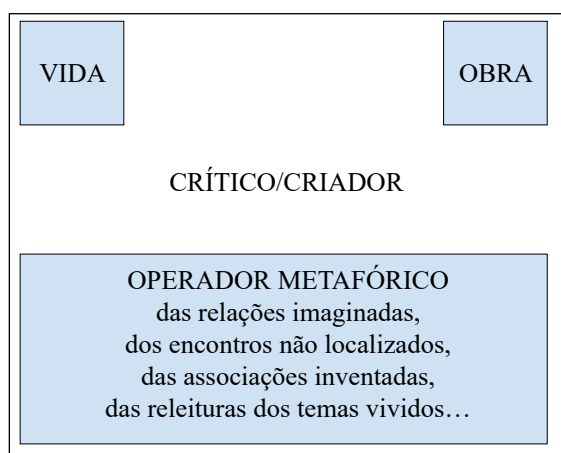 VIDA
OBRA
CRÍTICO/CRIADOR
OPERADOR METAFÓRICO
das relações imaginadas,
dos encontros não localizados,
das associações inventadas,
das releituras dos temas vividos…